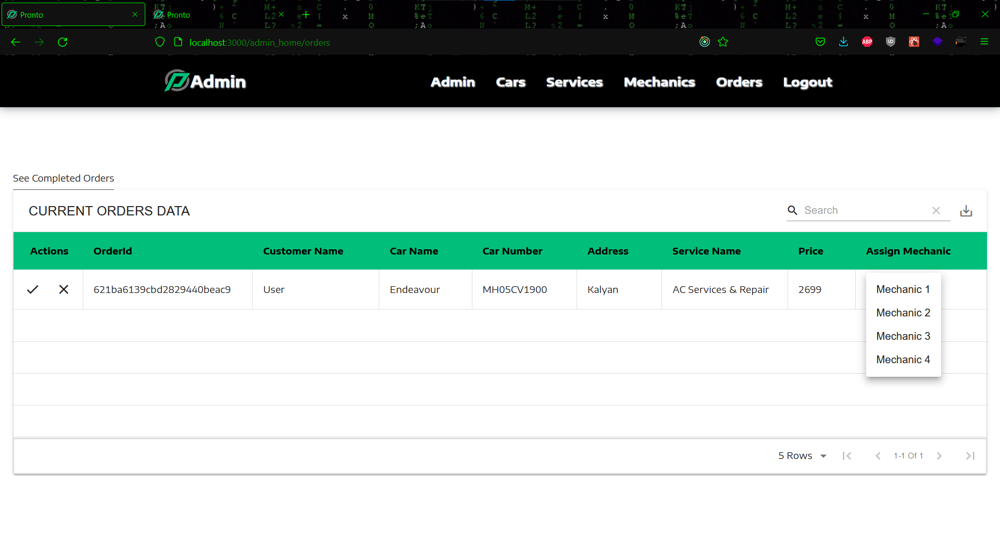 Pronto
Pronto
localhost:3000/admin_home/orders
ABP
Admin
Admin Cars Services Mechanics Orders Logout
See Completed Orders
CURRENT ORDERS DATA
Search
Actions OrderId Customer Name Car Name Car Number Address Service Name Price Assign Mechanic
621ba6139cbd2829440beac9 User Endeavour MH05CV1900 Kalyan AC Services & Repair 2699
Mechanic 1
Mechanic 2
Mechanic 3
Mechanic 4
5 Rows 1-1 Of 1